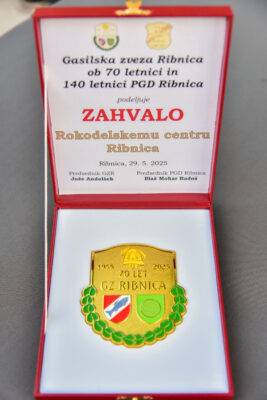 Gasilska zveza Ribnica
ob 70 letnici in
140 letnici PGD Ribnica
podeljuje
ZAHVALO
Rokodelskemu centru
Ribnica
Ribnica, 29. 5. 2025
Predsednik GZR Predsednik PGD Ribnica
Jože Andoljšek Blaž Mohar Kadoš
1955 2025
70 LET
GZ RIBNICA